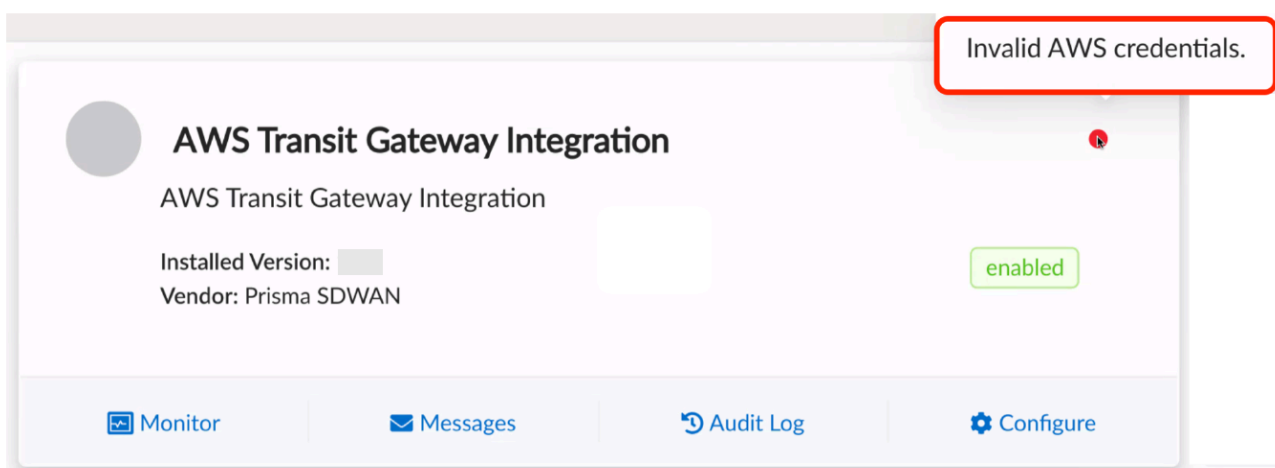 Invalid AWS credentials.
AWS Transit Gateway Integration
AWS Transit Gateway Integration
Installed Version:
enabled
Vendor: Prisma SDWAN
Monitor
Messages
Audit Log
Configure